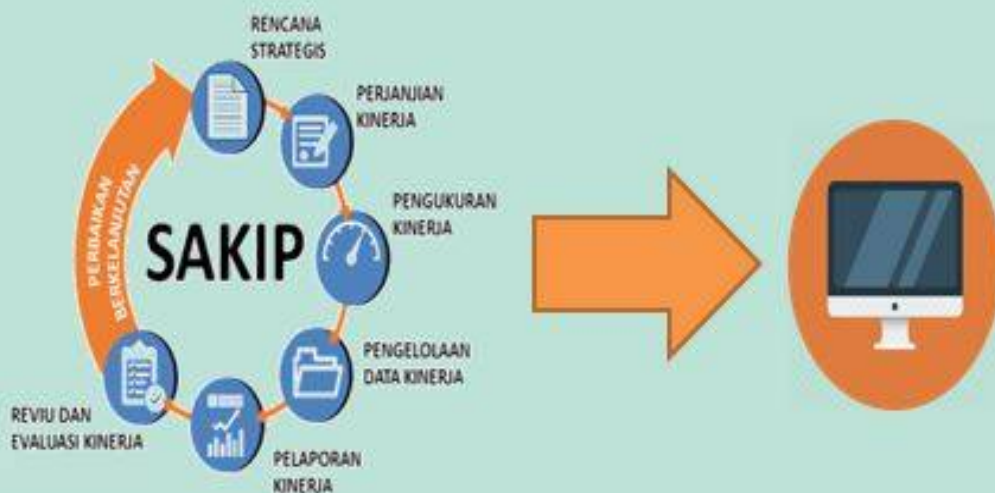 RENCANA
STRATEGIS
PERJANJIAN
KINERJA
PENGUKURAN
KINERJA
PERBAIKAN
BERKELANJUTAN
SAKIP
PENGELOLAAN
DATA KINERJA
REVIU DAN
EVALUASI KINERJA
PELAPORAN
KINERJA